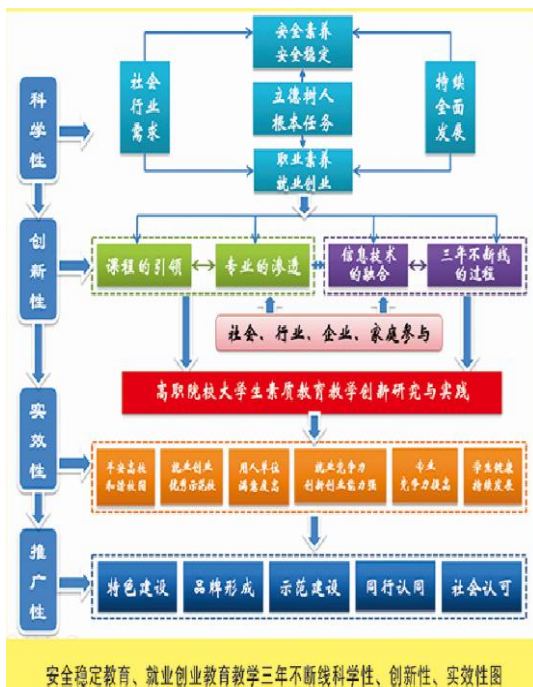 安全素养
安全稳定
社会
行业
需求
立德树人
根本任务
持续
全面
发展
职业素养
就业创业
科学性
创新性
课程的引领
专业的渗透
信息技术
的融合
三年不断线
的过程
社会、行业、企业、家庭参与
高职院校大学生素质教育教学创新研究与实践
实效性
平安高校
和谐校园
就业创业
优秀示范校
用人单位
满意度高
就业竞争力
创新创业能力强
专业
竞争力提高
学生健康
持续发展
推广性
特色建设
品牌形成
示范建设
同行认同
社会认可
安全稳定教育、就业创业教育教学三年不断线科学性、创新性、实效性图